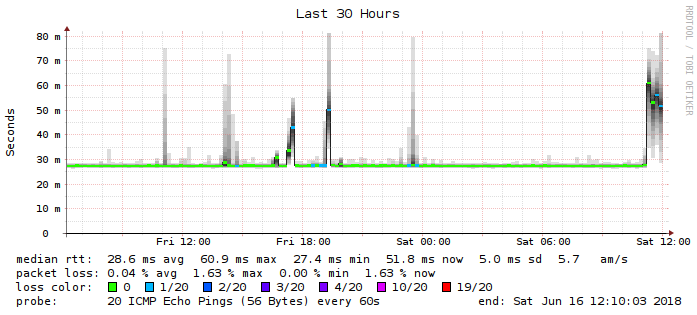 Last 30 Hours
RRDTOOL / TOBI OETIKER
Seconds
80 m
70 m
60 m
50 m
40 m
30 m
20 m
10 m
0
Fri 12:00 Fri 18:00 Sat 00:00 Sat 06:00 Sat 12:00
median rtt: 28.6 ms avg 60.9 ms max 27.4 ms min 51.8 ms now 5.0 ms sd 5.7 am/s
packet loss: 0.04 % avg 1.63 % max 0.00 % min 1.63 % now
loss color: 0 1/20 2/20 3/20 4/20 10/20 19/20
probe: 20 ICMP Echo Pings (56 Bytes) every 60s end: Sat Jun 16 12:10:03 2018